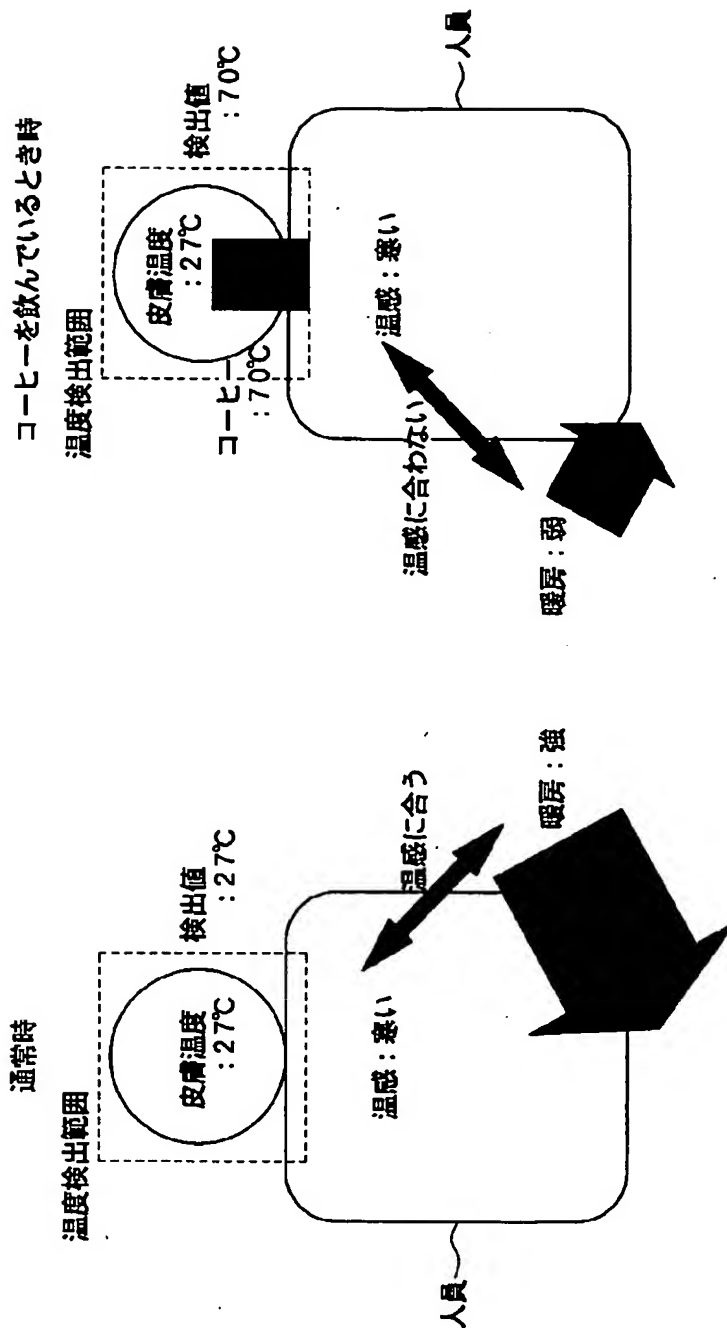 通常時
温度検出範囲
皮膚温度
:27℃
検出値
:27℃
温感:寒い
温感に合う
暖房:強
人員
コーヒーを飲んでいるとき時
温度検出範囲
皮膚温度
:27℃
コーヒー
:70℃
検出値
:70℃
温感:寒い
温感に合わない
暖房:弱
人員